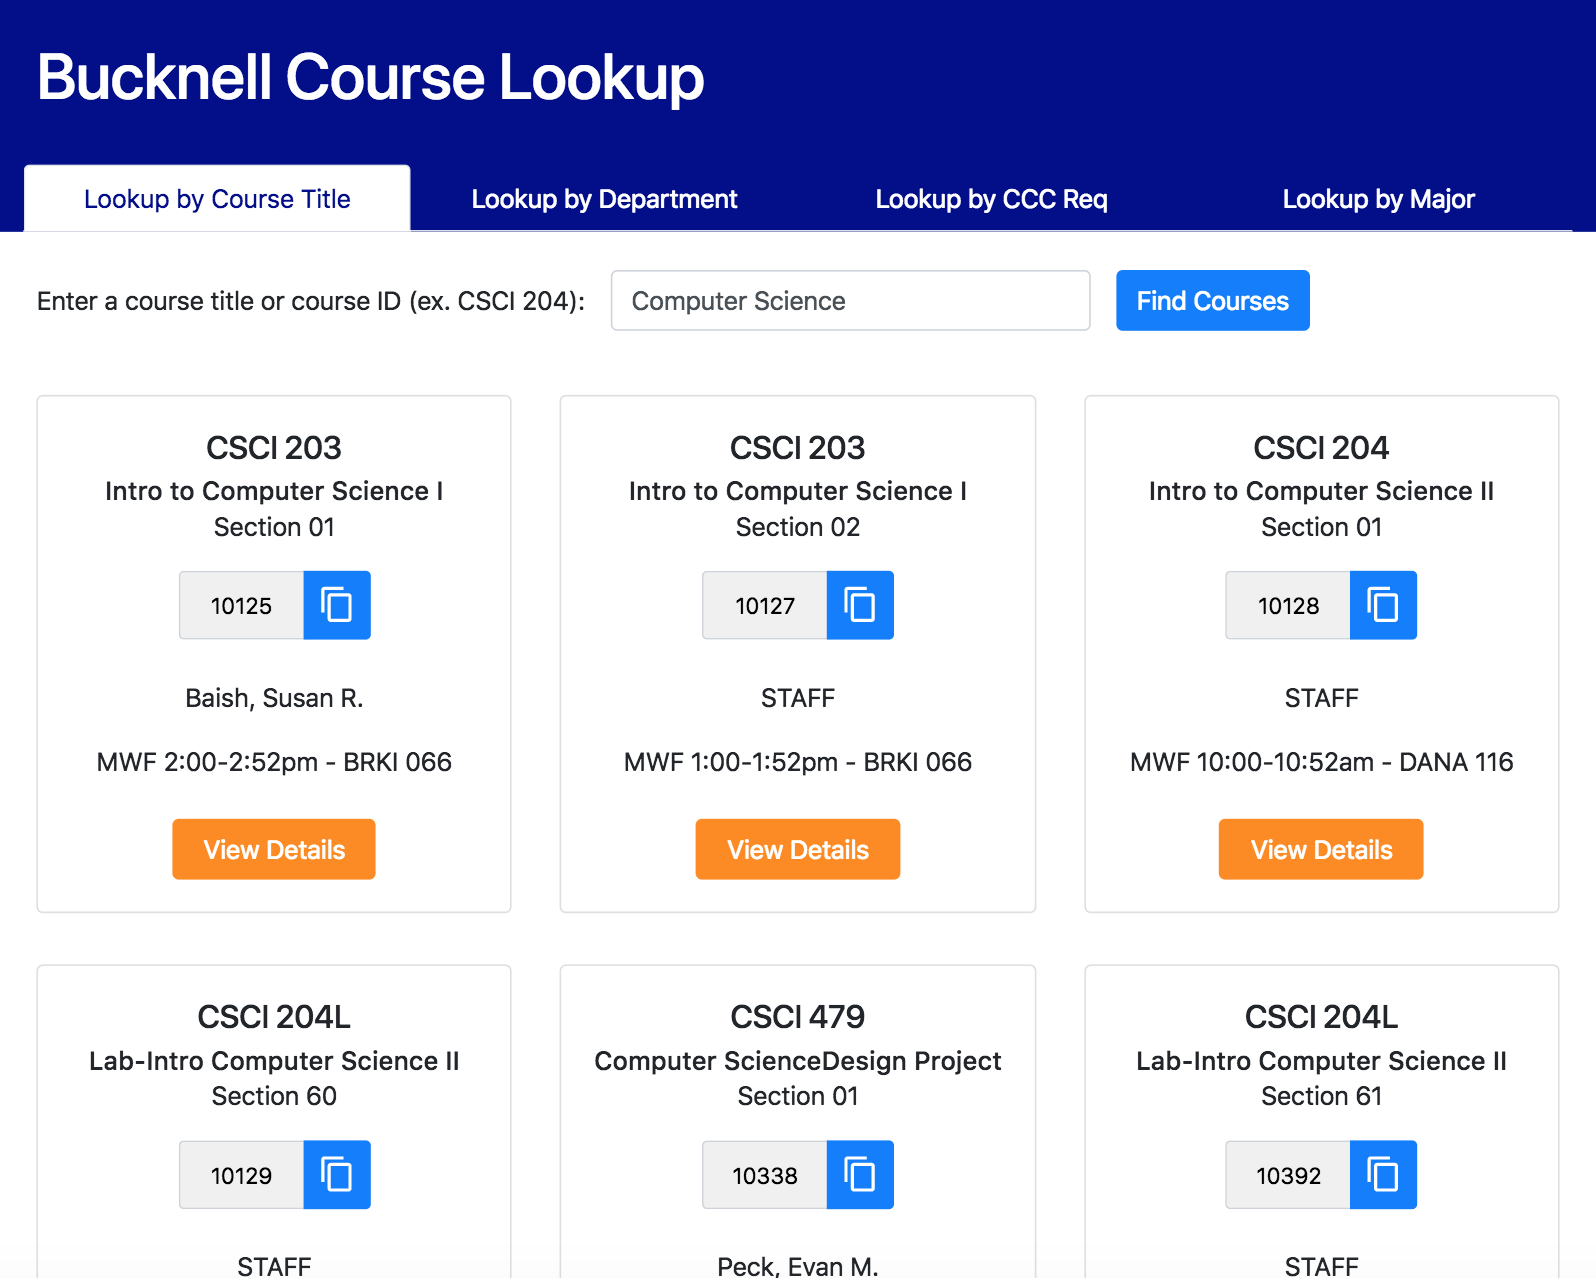 Bucknell Course Lookup
Lookup by Course Title
Lookup by Department
Lookup by CCC Req
Lookup by Major
Enter a course title or course ID (ex. CSCI 204):
Computer Science
Find Courses
CSCI 203
Intro to Computer Science I
Section 01
10125
Baish, Susan R.
MWF 2:00-2:52pm - BRKI 066
View Details
CSCI 203
Intro to Computer Science I
Section 02
10127
STAFF
MWF 1:00-1:52pm - BRKI 066
View Details
CSCI 204
Intro to Computer Science II
Section 01
10128
STAFF
MWF 10:00-10:52am - DANA 116
View Details
CSCI 204L
Lab-Intro Computer Science II
Section 60
10129
STAFF
CSCI 479
Computer ScienceDesign Project
Section 01
10338
Peck, Evan M.
CSCI 204L
Lab-Intro Computer Science II
Section 61
10392
STAFF